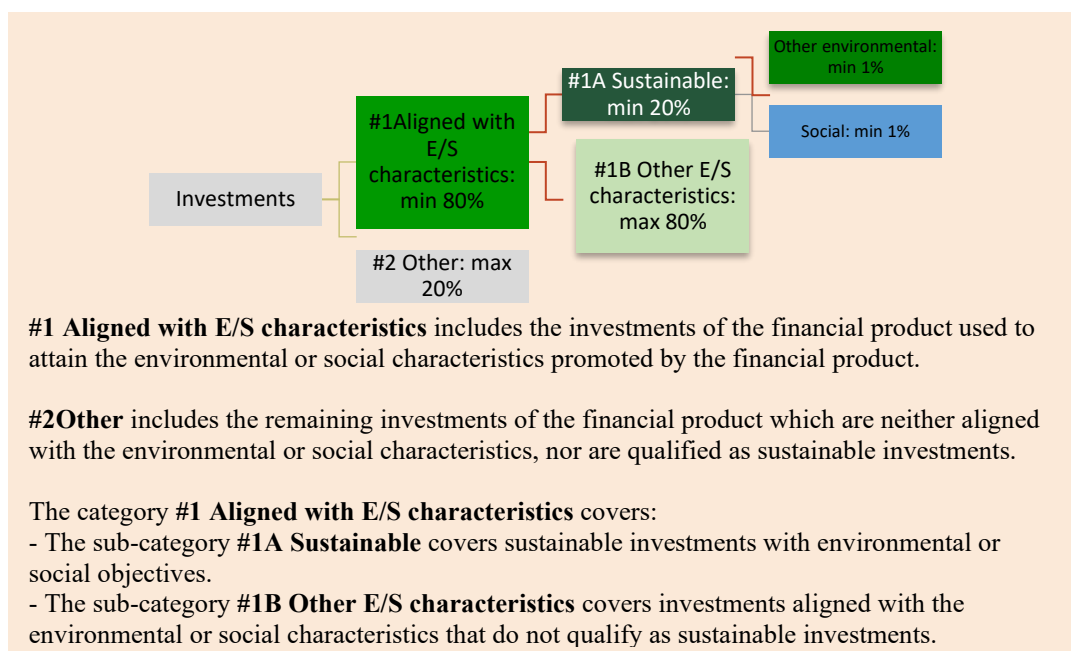 Other environmental:
min 1%
#1A Sustainable:
min 20%
#1Aligned with
E/S
characteristics:
min 80%
Social: min 1%
#1B Other E/S
characteristics:
max 80%
Investments
#2 Other: max
20%
#1 Aligned with E/S characteristics includes the investments of the financial product used to
attain the environmental or social characteristics promoted by the financial product.
#2Other includes the remaining investments of the financial product which are neither aligned
with the environmental or social characteristics, nor are qualified as sustainable investments.
The category #1 Aligned with E/S characteristics covers:
- The sub-category #1A Sustainable covers sustainable investments with environmental or
social objectives.
- The sub-category #1B Other E/S characteristics covers investments aligned with the
environmental or social characteristics that do not qualify as sustainable investments.